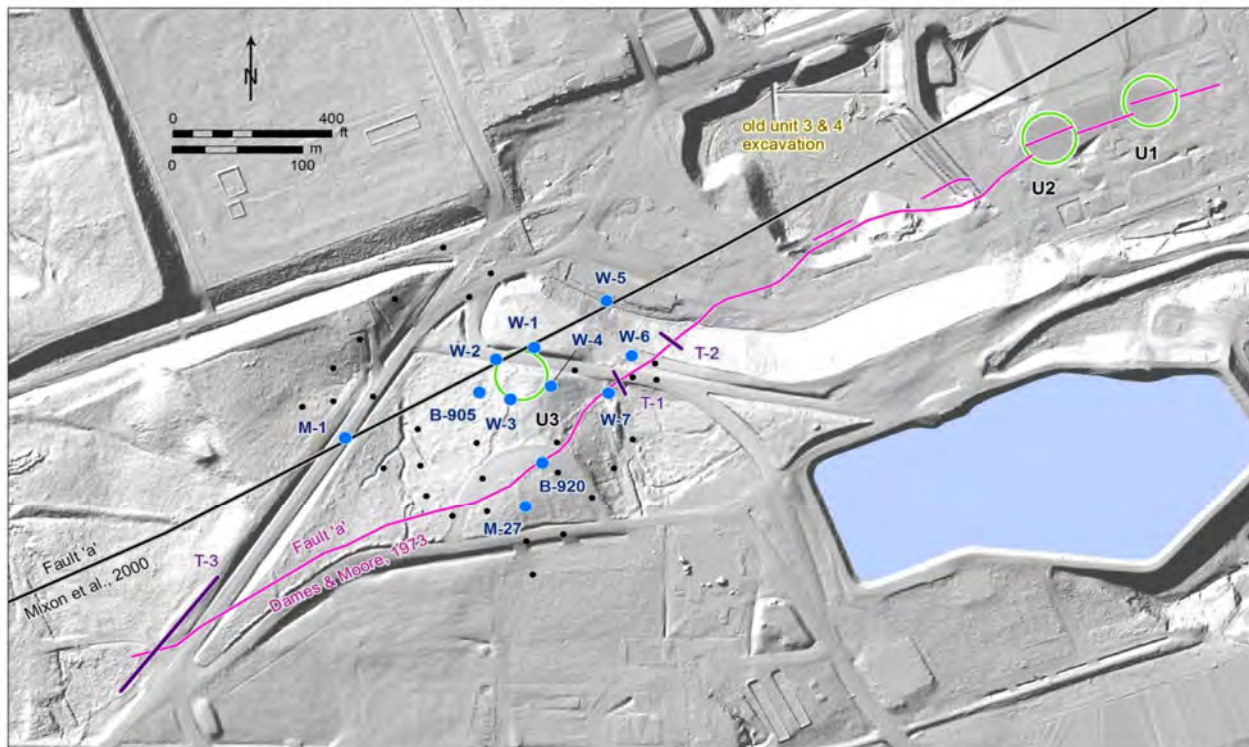 N
0 400
ft
m
0 100
old unit 3 & 4
excavation
U1
U2
W-5
W-1
W-4
W-6
W-2
T-2
B-905
T-1
W-3
U3
W-7
M-1
B-920
M-27
Fault 'a'
Mixon et al., 2000
T-3
Fault 'a'
Dames & Moore, 1973